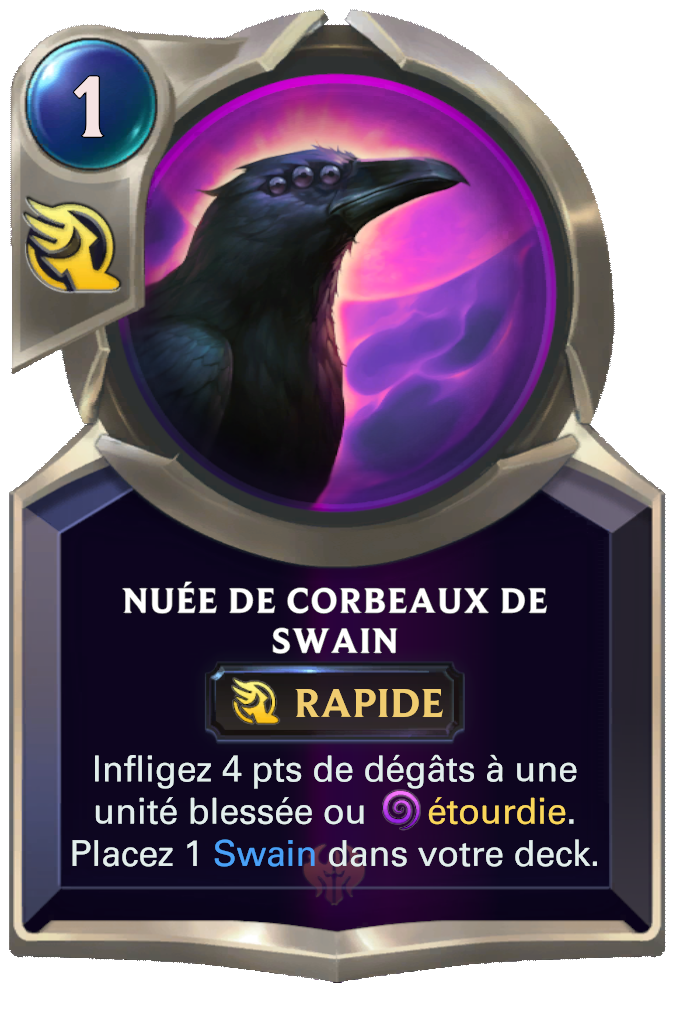 1
NUÉE DE CORBEAUX DE
SWAIN
RAPIDE
Infligez 4 pts de dégâts à une
unité blessée ou étourdie.
Placez 1 Swain dans votre deck.